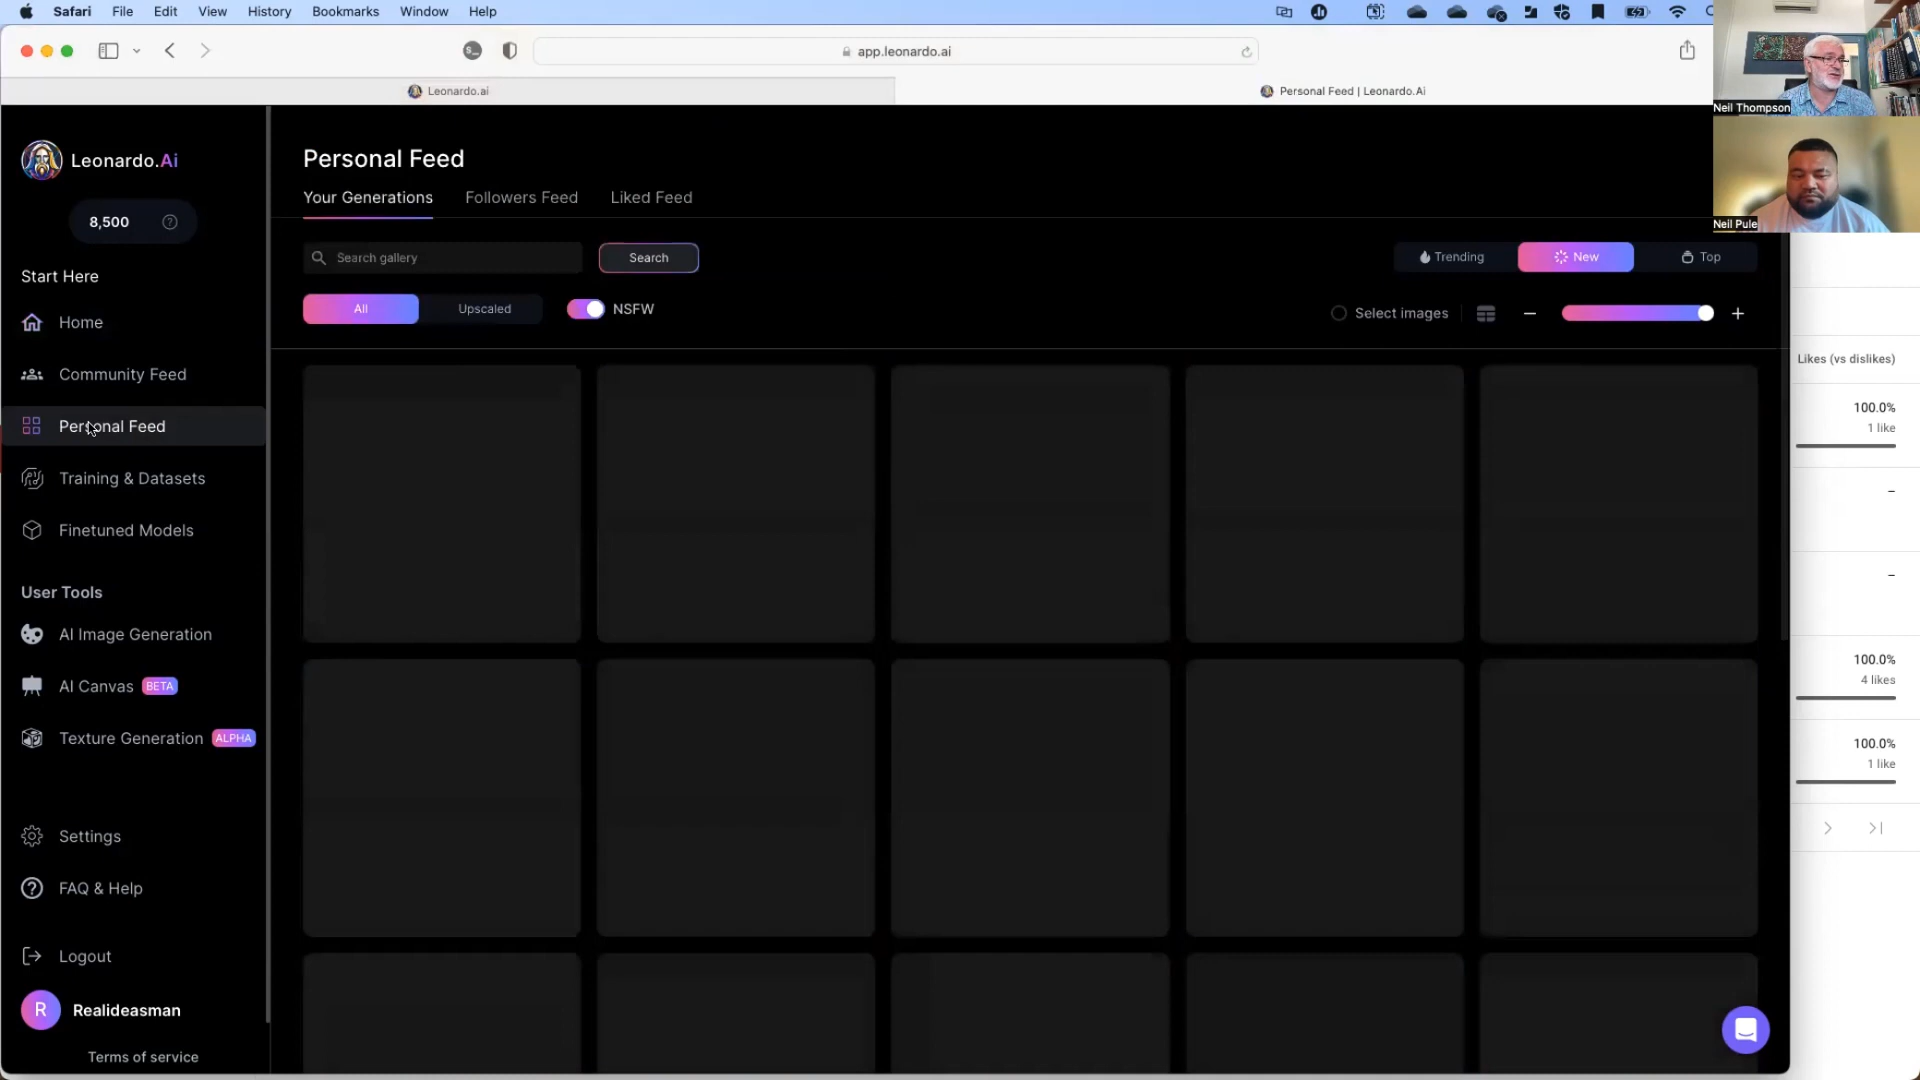 Safari File Edit View History Bookmarks Window Help
app.leonardo.ai
Leonardo.ai
Personal Feed | Leonardo.Ai
Neil Thompson
Neil Pule
Leonardo.Ai
8,500
Start Here
Home
Community Feed
Personal Feed
Training & Datasets
Finetuned Models
User Tools
AI Image Generation
AI Canvas BETA
Texture Generation ALPHA
Settings
FAQ & Help
Logout
R Realideasman
Terms of service
Personal Feed
Your Generations Followers Feed Liked Feed
Search gallery Search
Trending New Top
All Upscaled NSFW
Select images
Likes (vs dislikes)
100.0%
1 like
–
–
100.0%
4 likes
100.0%
1 like